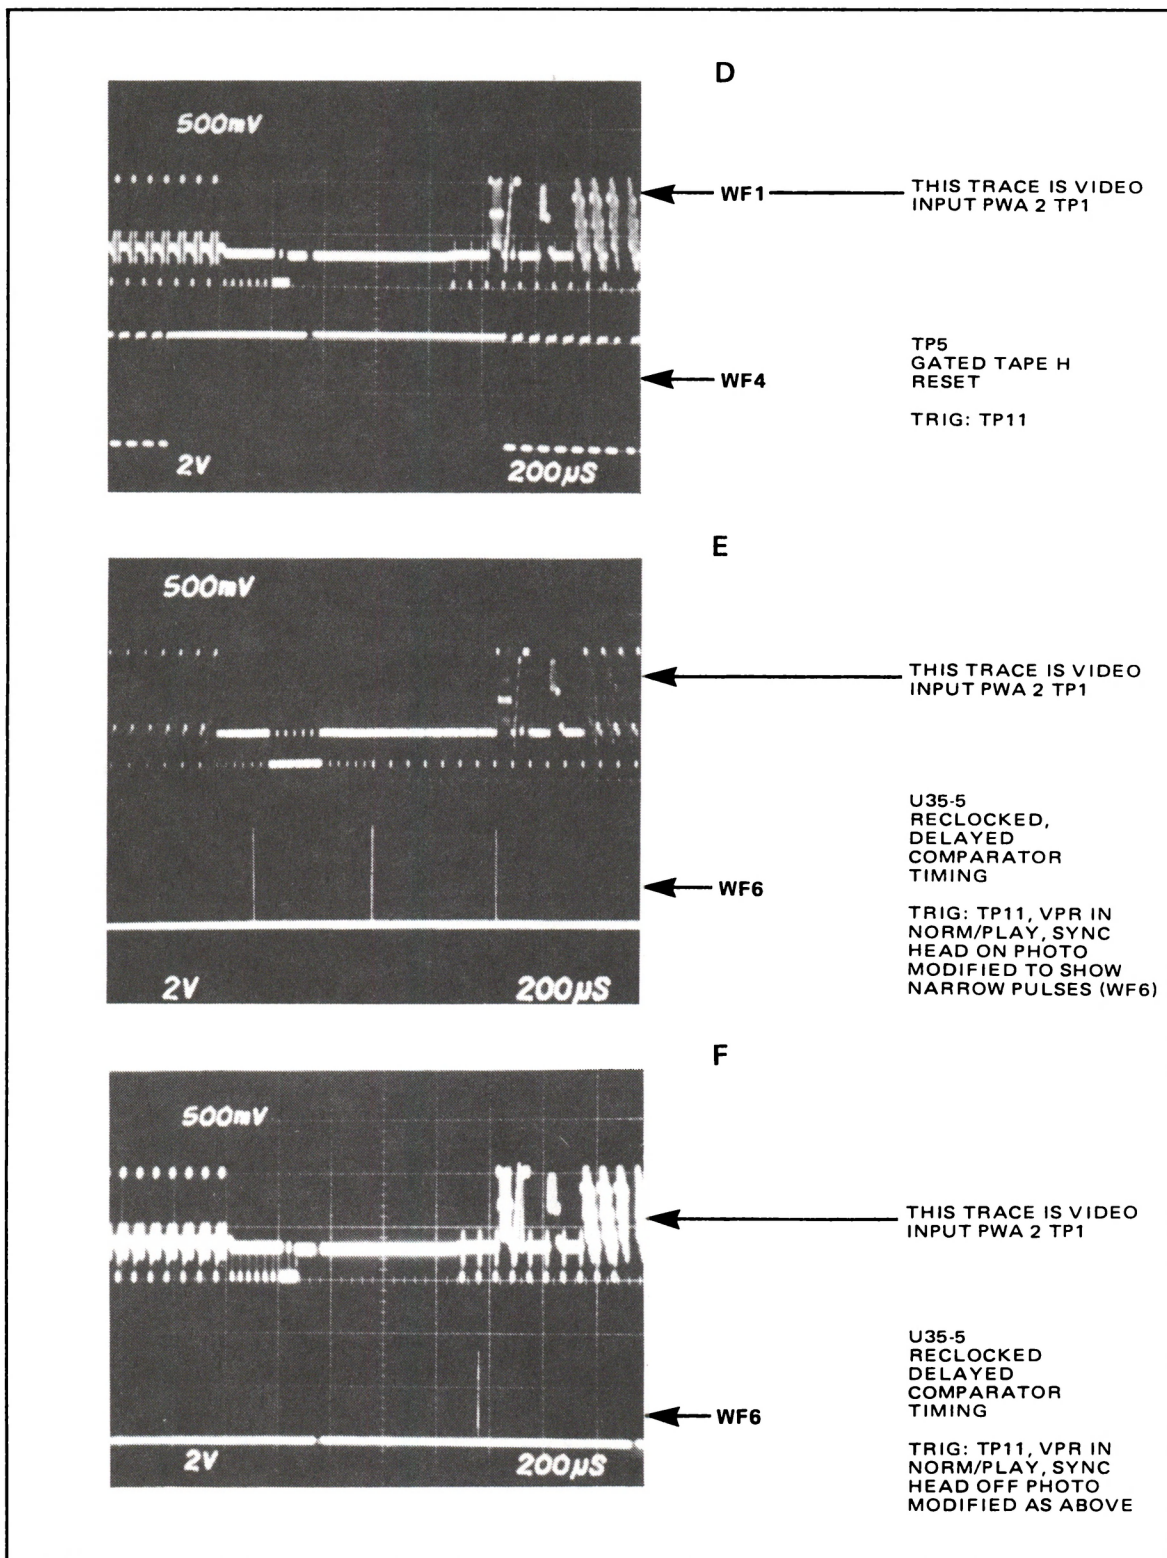 D
500mV
WF1
THIS TRACE IS VIDEO
INPUT PWA 2 TP1
TP5
GATED TAPE H
RESET
WF4
TRIG: TP11
2V
200µS
E
500mV
THIS TRACE IS VIDEO
INPUT PWA 2 TP1
U35-5
RECLOCKED,
DELAYED
COMPARATOR
TIMING
WF6
TRIG: TP11, VPR IN
NORM/PLAY, SYNC
HEAD ON PHOTO
MODIFIED TO SHOW
NARROW PULSES (WF6)
2V
200µS
F
500mV
THIS TRACE IS VIDEO
INPUT PWA 2 TP1
U35-5
RECLOCKED
DELAYED
COMPARATOR
TIMING
WF6
TRIG: TP11, VPR IN
NORM/PLAY, SYNC
HEAD OFF PHOTO
MODIFIED AS ABOVE
2V
200µS